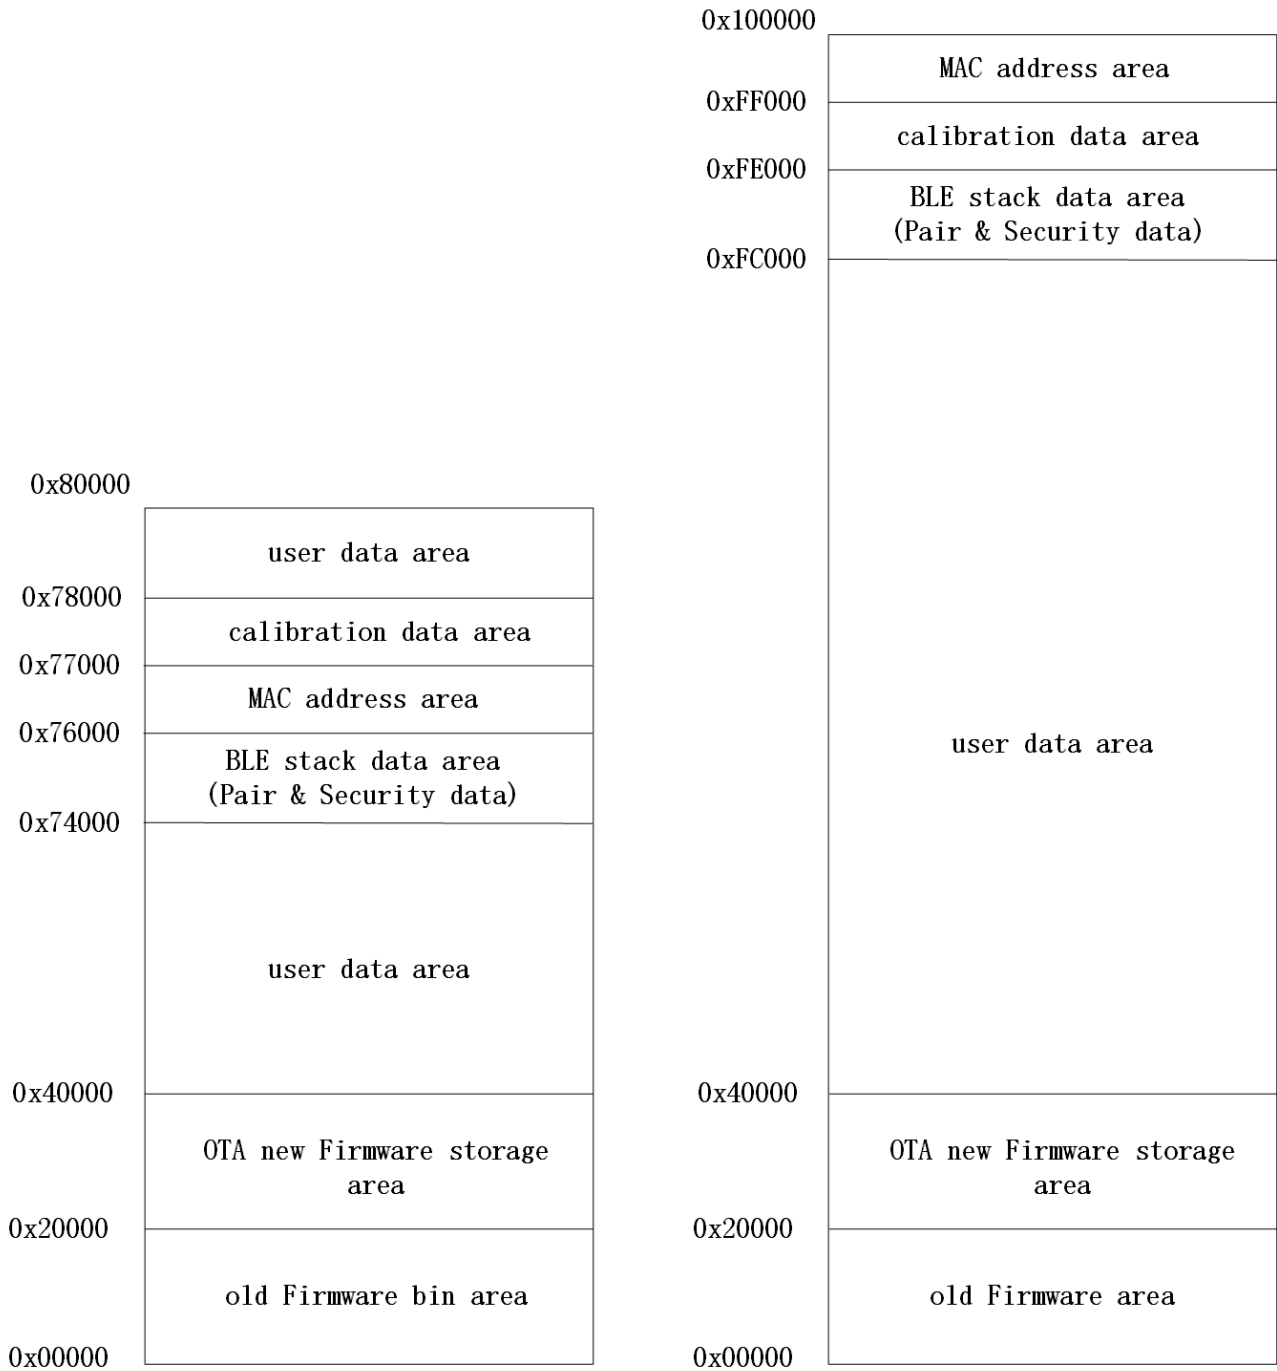 0x100000
MAC address area
0xFF000
calibration data area
0xFE000
BLE stack data area
(Pair & Security data)
0xFC000
user data area
0x40000
OTA new Firmware storage
area
0x20000
old Firmware area
0x00000
0x80000
user data area
0x78000
calibration data area
0x77000
MAC address area
0x76000
BLE stack data area
(Pair & Security data)
0x74000
user data area
0x40000
OTA new Firmware storage
area
0x20000
old Firmware bin area
0x00000